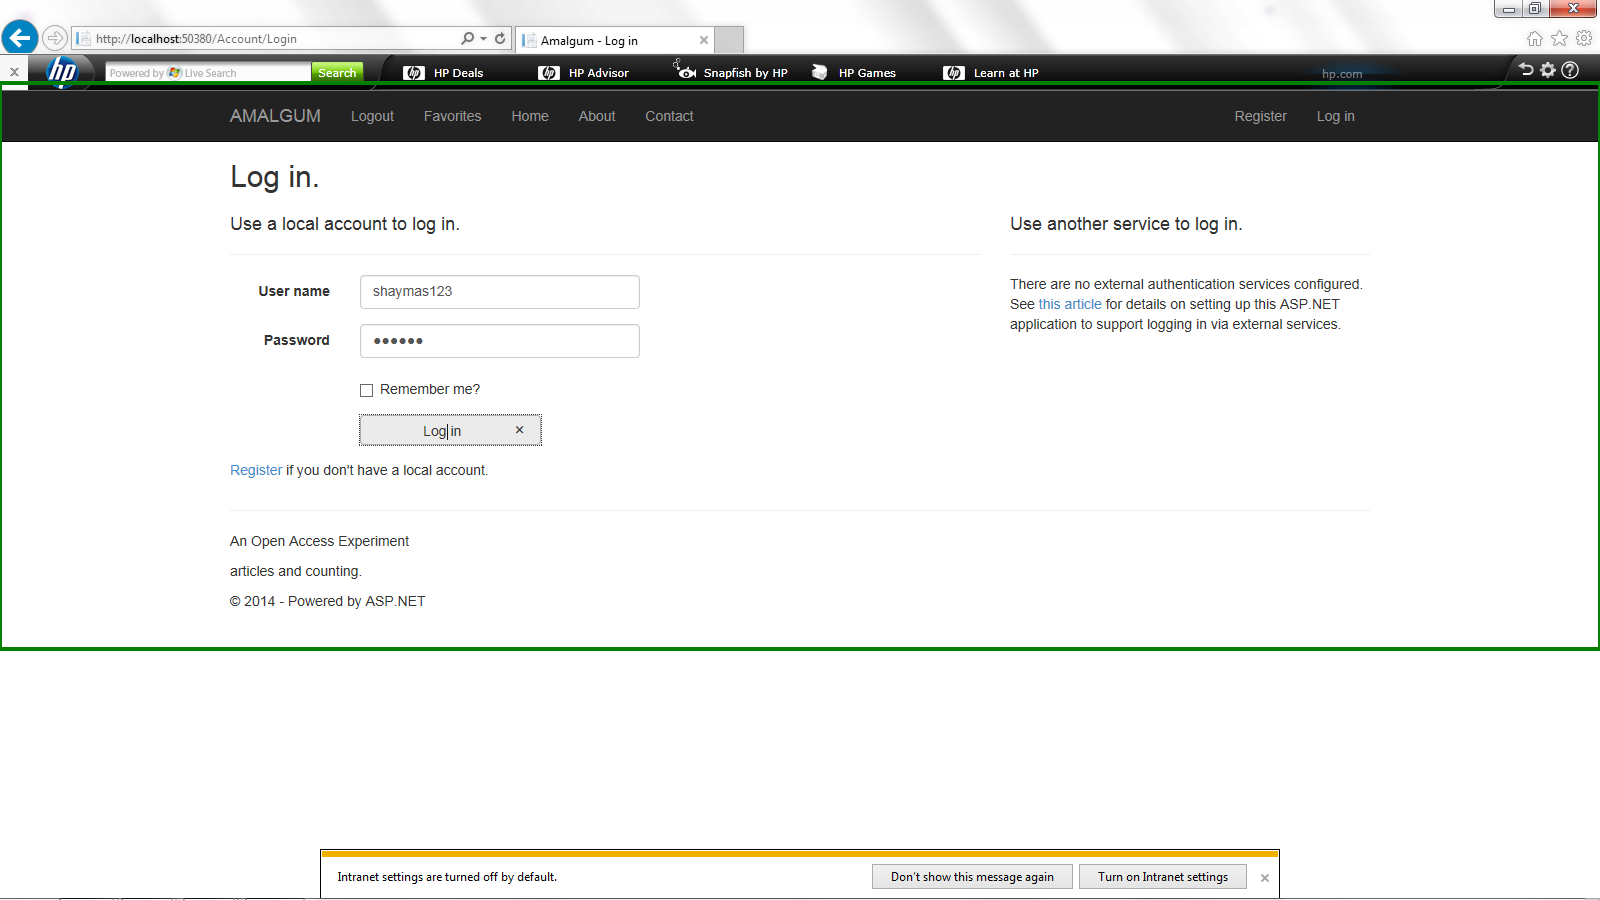 http://localhost:50380/Account/Login
Amalgum - Log in
hp
Powered by Live Search
Search
HP Deals
HP Advisor
Snapfish by HP
HP Games
Learn at HP
hp.com
AMALGUM
Logout
Favorites
Home
About
Contact
Register
Log in
Log in.
Use a local account to log in.
User name
shaymas123
Password
Remember me?
Log in
Register if you don't have a local account.
Use another service to log in.
There are no external authentication services configured.
See this article for details on setting up this ASP.NET
application to support logging in via external services.
An Open Access Experiment
articles and counting.
© 2014 - Powered by ASP.NET
Intranet settings are turned off by default.
Don't show this message again
Turn on Intranet settings